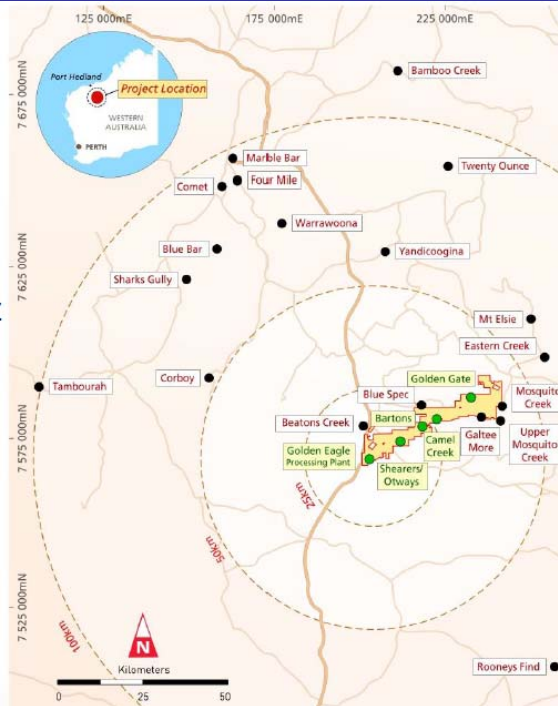 125 000mE
175 000mE
225 000mE
7 675 000mN
7 625 000mN
7 575 000mN
7 525 000mN
Port Hedland
Project Location
WESTERN
AUSTRALIA
PERTH
Bamboo Creek
Marble Bar
Twenty Ounce
Four Mile
Comet
Warrawoona
Blue Bar
Yandicoogina
Sharks Gully
Mt Elsie
Eastern Creek
Tambourah
Corboy
Golden Gate
Blue Spec
Mosquito
Creek
Bartons
Beatons Creek
Camel
Creek
Galtee
More
Upper
Mosquito
Creek
Golden Eagle
Processing Plant
Shearers/
Otways
25km
50km
100km
N
Kilometers
0 25 50
Rooneys Find